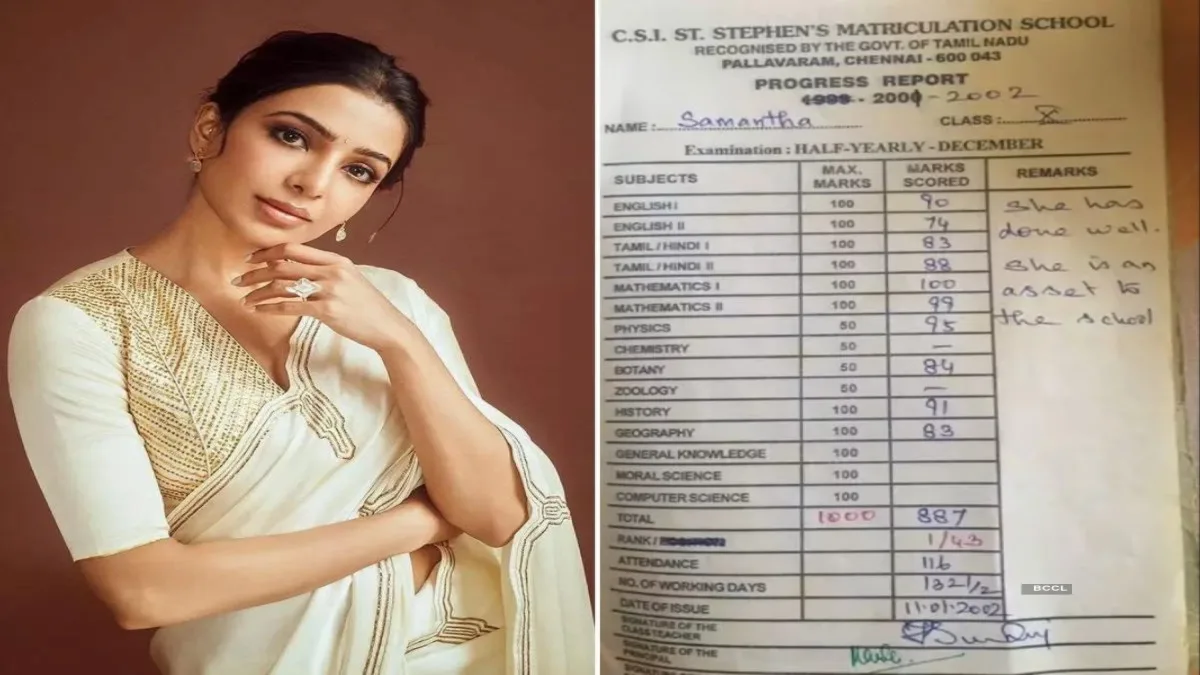 C.S.I. ST. STEPHEN'S MATRICULATION SCHOOL
RECOGNISED BY THE GOVT. OF TAMIL NADU
PALLAVARAM, CHENNAI - 600 043
PROGRESS REPORT
1999 - 2001 - 2002
NAME : Samantha CLASS : X
Examination : HALF-YEARLY - DECEMBER
SUBJECTS MAX. MARKS MARKS SCORED REMARKS
ENGLISH I 100 90 She has
ENGLISH II 100 74 done well.
TAMIL / HINDI I 100 83
TAMIL / HINDI II 100 88 She is an
MATHEMATICS I 100 100 asset to
MATHEMATICS II 100 99 the school
PHYSICS 50 95
CHEMISTRY 50 —
BOTANY 50 84
ZOOLOGY 50 —
HISTORY 100 91
GEOGRAPHY 100 83
GENERAL KNOWLEDGE 100
MORAL SCIENCE 100
COMPUTER SCIENCE 100
TOTAL 1000 887
RANK / 1/43
ATTENDANCE 116
NO. OF WORKING DAYS 132 1/2
BCCL
DATE OF ISSUE 11.01.2002
SIGNATURE OF THE CLASS TEACHER
SIGNATURE OF THE PRINCIPAL